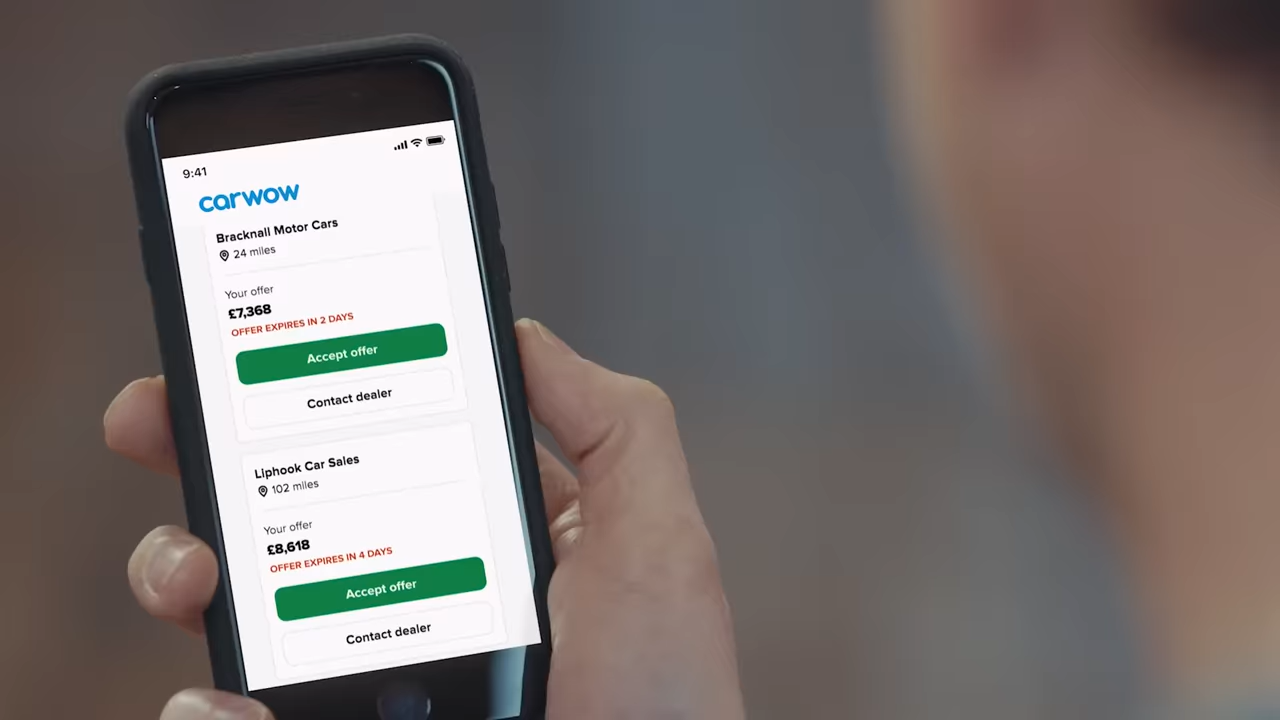 9:41
carwow
Bracknall Motor Cars
24 miles
Your offer
£7,368
OFFER EXPIRES IN 2 DAYS
Accept offer
Contact dealer
Liphook Car Sales
102 miles
Your offer
£8,618
OFFER EXPIRES IN 4 DAYS
Accept offer
Contact dealer